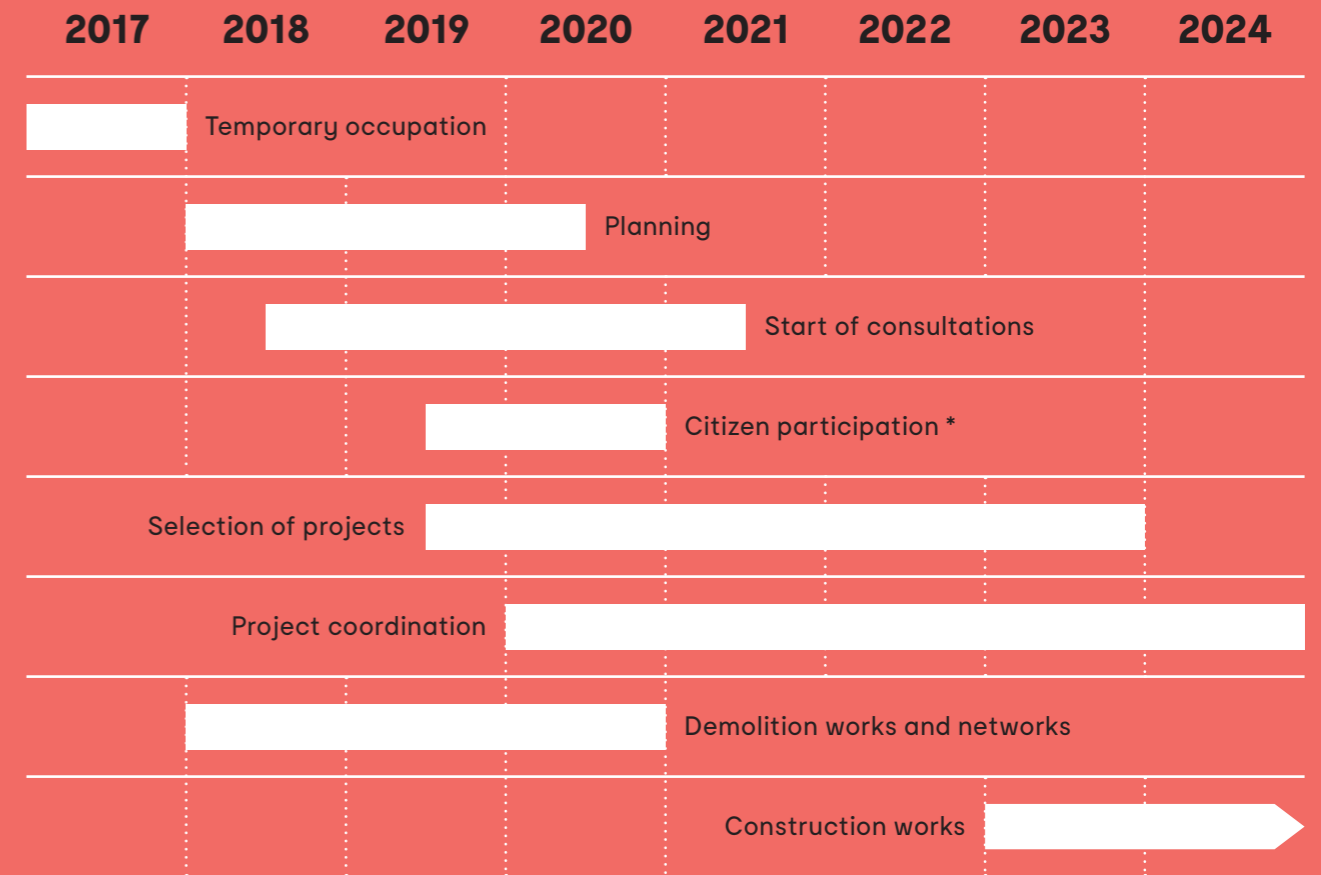 2017 2018 2019 2020 2021 2022 2023 2024
Temporary occupation
Planning
Start of consultations
Citizen participation *
Selection of projects
Project coordination
Demolition works and networks
Construction works